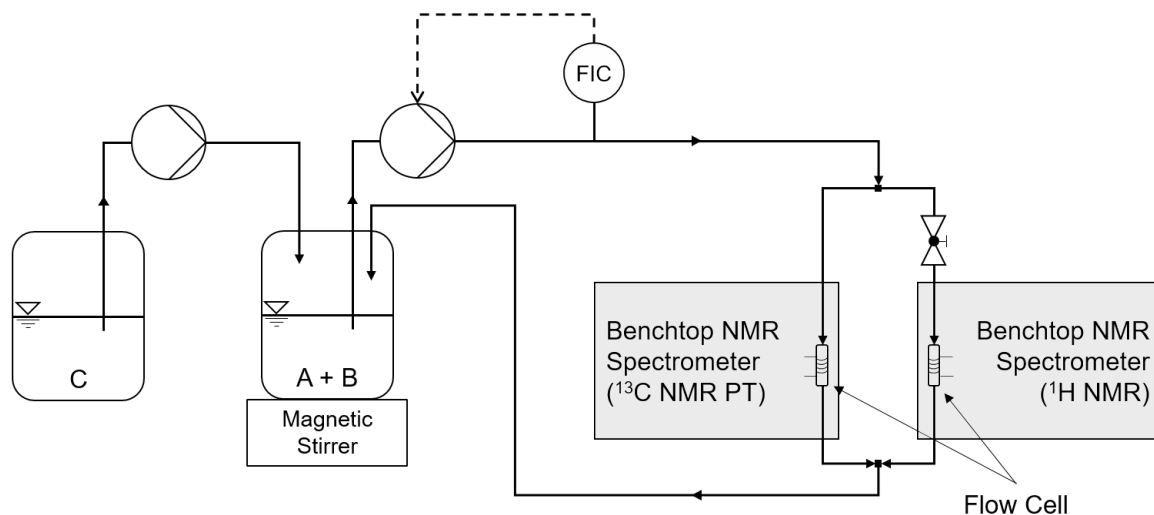 FIC
C
A + B
Magnetic
Stirrer
Benchtop NMR
Spectrometer
(¹³C NMR PT)
Benchtop NMR
Spectrometer
(¹H NMR)
Flow Cell